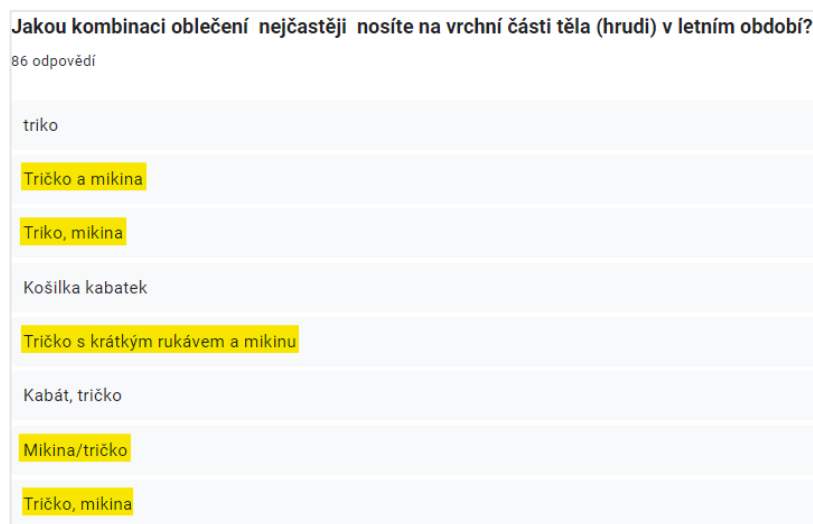 Jakou kombinaci oblečení nejčastěji nosíte na vrchní části těla (hrudi) v letním období?
86 odpovědí
triko
Tričko a mikina
Triko, mikina
Košilka kabatek
Tričko s krátkým rukávem a mikinu
Kabát, tričko
Mikina/tričko
Tričko, mikina